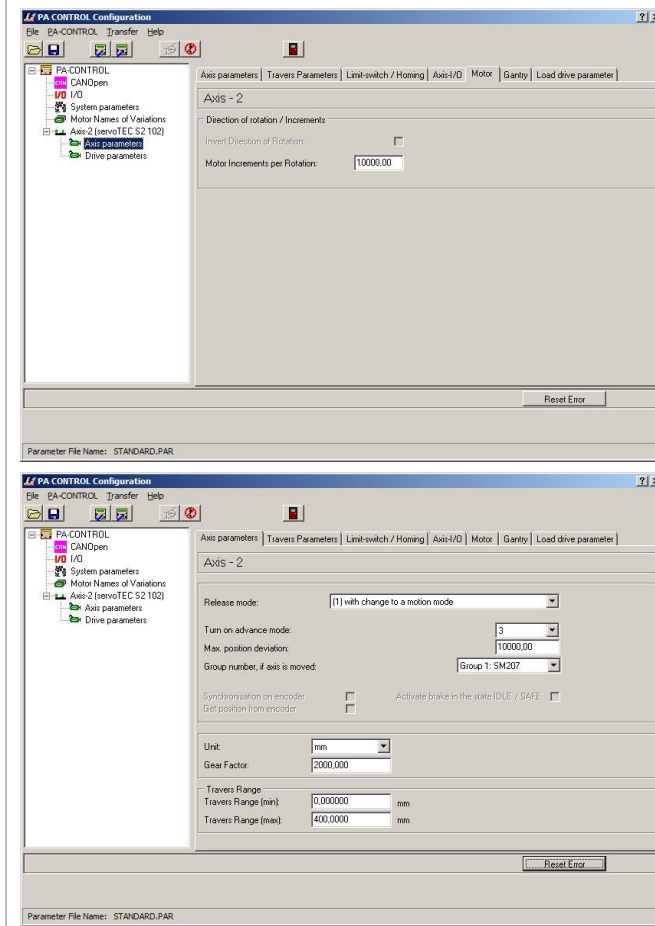 PA CONTROL Configuration
File PA-CONTROL Transfer Help
PA-CONTROL
CAN CANOpen
I/O I/O
System parameters
Motor Names of Variations
Axis-2 (servoTEC S2 102)
Axis parameters
Drive parameters
Axis parameters Travers Parameters Limit-switch / Homing Axis-I/O Motor Gantry Load drive parameter
Axis - 2
Direction of rotation / Increments
Invert Direction of Rotation:
Motor Increments per Rotation: 10000,00
Reset Error
Parameter File Name: STANDARD.PAR
PA CONTROL Configuration
File PA-CONTROL Transfer Help
PA-CONTROL
CAN CANOpen
I/O I/O
System parameters
Motor Names of Variations
Axis-2 (servoTEC S2 102)
Axis parameters
Drive parameters
Axis parameters Travers Parameters Limit-switch / Homing Axis-I/O Motor Gantry Load drive parameter
Axis - 2
Release mode: (1) with change to a motion mode
Turn on advance mode: 3
Max. position deviation: 10000,00
Group number, if axis is moved: Group 1: SM207
Synchronisation on encoder Activate brake in the state IDLE / SAFE
Get position from encoder
Unit: mm
Gear Factor: 2000,000
Travers Range
Travers Range (min): 0,000000 mm
Travers Range (max): 400,0000 mm
Reset Error
Parameter File Name: STANDARD.PAR